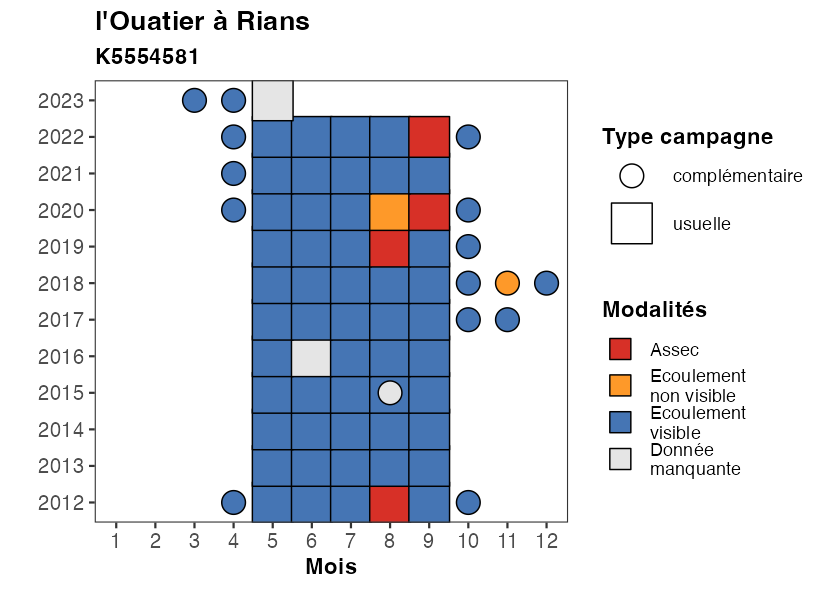 l'Ouatier à Rians
K5554581
2023
2022
2021
2020
2019
2018
2017
2016
2015
2014
2013
2012
1 2 3 4 5 6 7 8 9 10 11 12
Mois
Type campagne
complémentaire
usuelle
Modalités
Assec
Ecoulement
non visible
Ecoulement
visible
Donnée
manquante